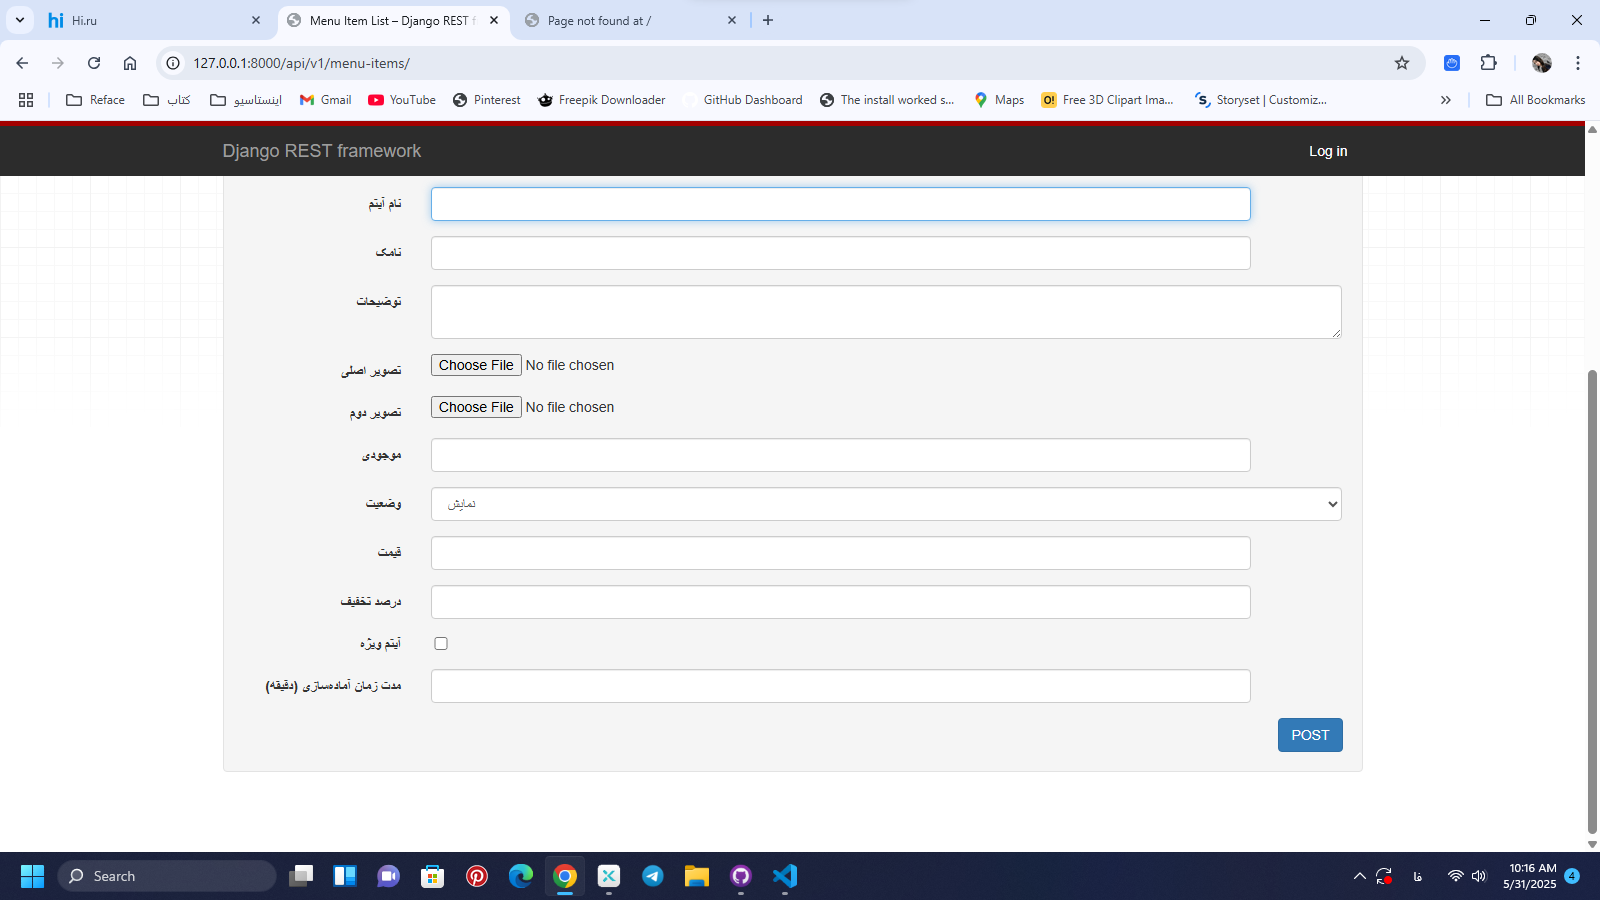 Hi.ru
Menu Item List – Django REST f
Page not found at /
127.0.0.1:8000/api/v1/menu-items/
Reface
کتاب
اینستاسیو
Gmail
YouTube
Pinterest
Freepik Downloader
GitHub Dashboard
The install worked s...
Maps
Free 3D Clipart Ima...
Storyset | Customiz...
All Bookmarks
Django REST framework
Log in
نام آیتم
نامک
توضیحات
تصویر اصلی
Choose File No file chosen
تصویر دوم
Choose File No file chosen
موجودی
وضعیت
نمایش
قیمت
درصد تخفیف
آیتم ویژه
مدت زمان آماده‌سازی (دقیقه)
POST
Search
فا
10:16 AM
5/31/2025
4